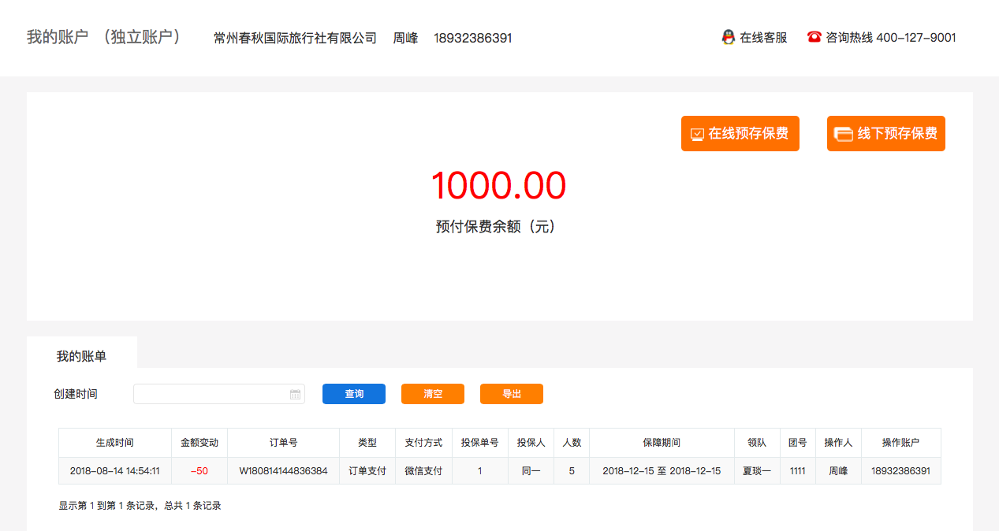 我的账户 （独立账户） 常州春秋国际旅行社有限公司 周峰 18932386391 在线客服 咨询热线 400-127-9001
在线预存保费 线下预存保费
1000.00
预付保费余额（元）
我的账单
创建时间 查询 清空 导出
生成时间 金额变动 订单号 类型 支付方式 投保单号 投保人 人数 保障期间 领队 团号 操作人 操作账户
2018-08-14 14:54:11 -50 W180814144836384 订单支付 微信支付 1 同一 5 2018-12-15 至 2018-12-15 夏琰一 1111 周峰 18932386391
显示第 1 到第 1 条记录，总共 1 条记录